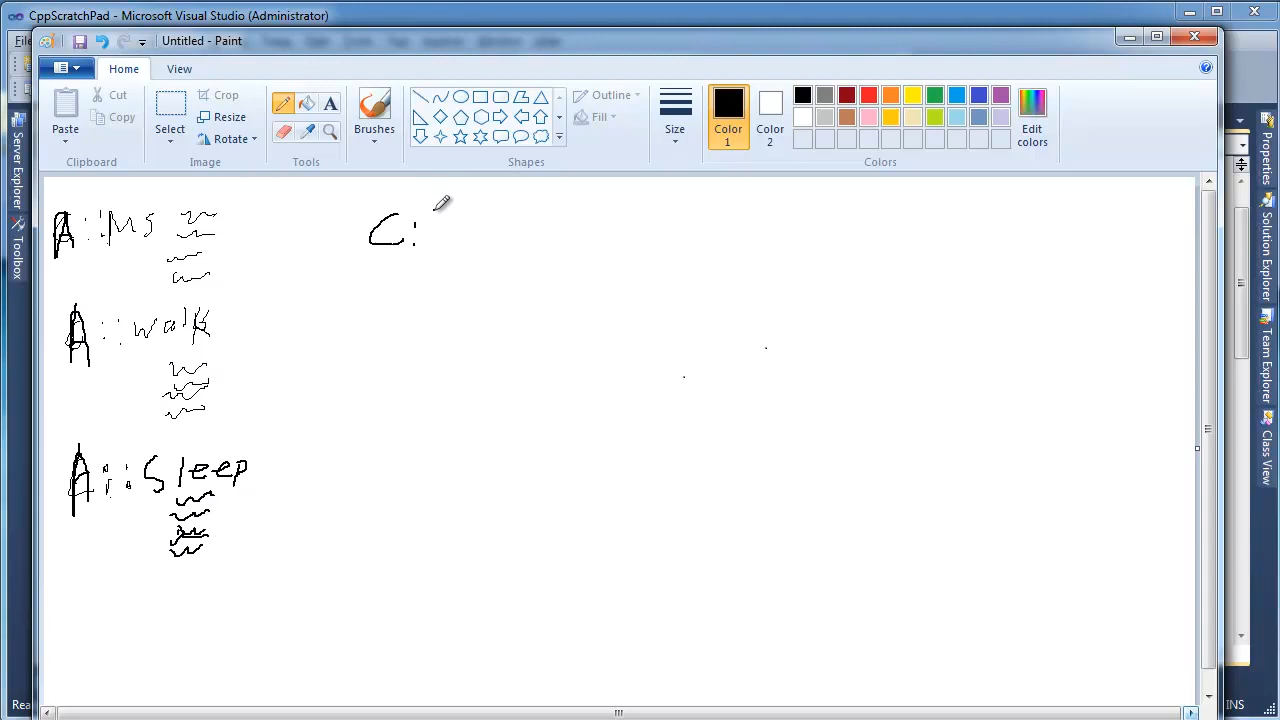 CppScratchPad - Microsoft Visual Studio (Administrator)
Untitled - Paint
Home
View
Paste
Cut
Copy
Clipboard
Select
Crop
Resize
Rotate
Image
Tools
Brushes
Outline
Fill
Shapes
Size
Color 1
Color 2
Edit colors
Colors
Server Explorer
Toolbox
A::Ms
A::walk
A::Sleep
C:
Properties
Solution Explorer
Team Explorer
Class View
Rea
INS